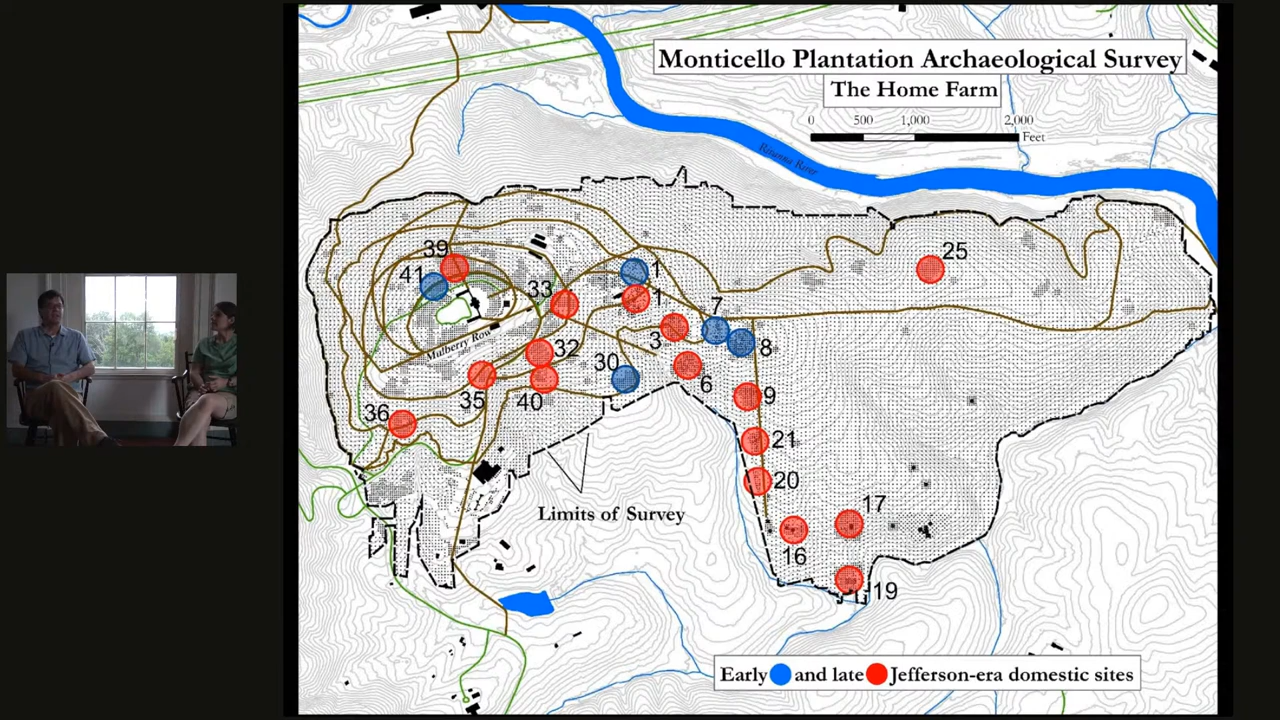 Monticello Plantation Archaeological Survey
The Home Farm
0 500 1,000 2,000
Feet
Rivanna River
39
41
25
1
33
1
7
3
8
32
30
6
35
40
9
36
21
20
17
16
19
Mulberry Row
Limits of Survey
Early and late Jefferson-era domestic sites